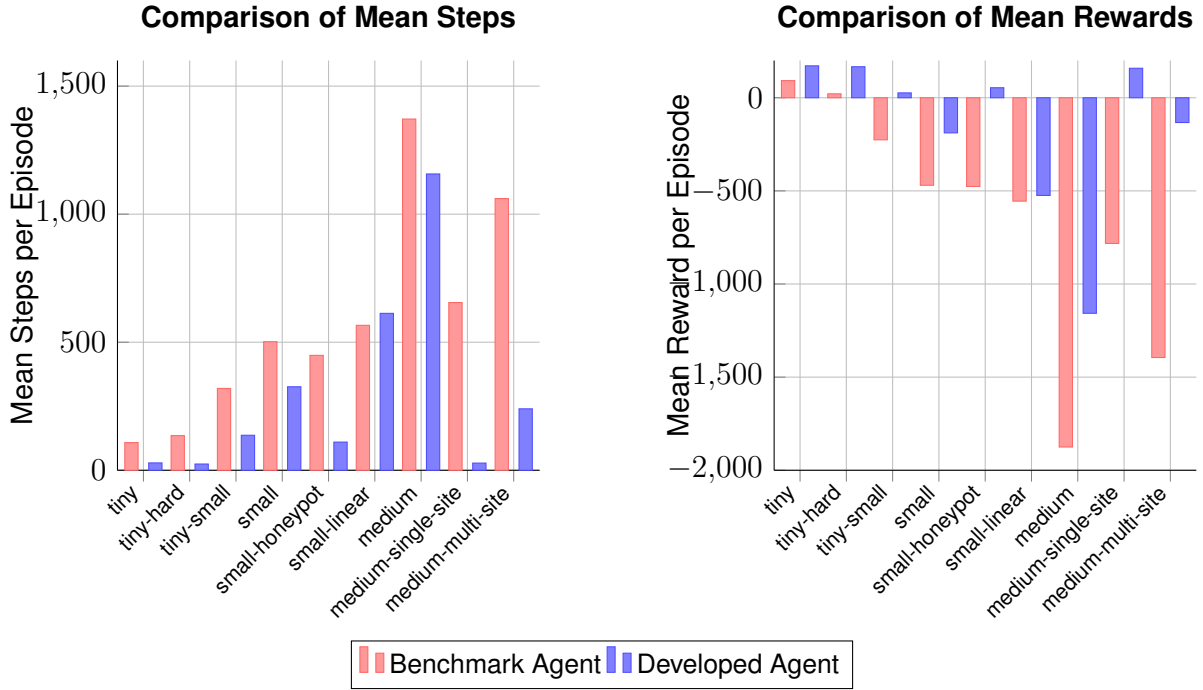 Comparison of Mean Steps
Mean Steps per Episode
1,500
1,000
500
0
tiny
tiny-hard
tiny-small
small
small-honeypot
small-linear
medium
medium-single-site
medium-multi-site
Comparison of Mean Rewards
Mean Reward per Episode
0
−500
−1,000
−1,500
−2,000
tiny
tiny-hard
tiny-small
small
small-honeypot
small-linear
medium
medium-single-site
medium-multi-site
Benchmark Agent
Developed Agent